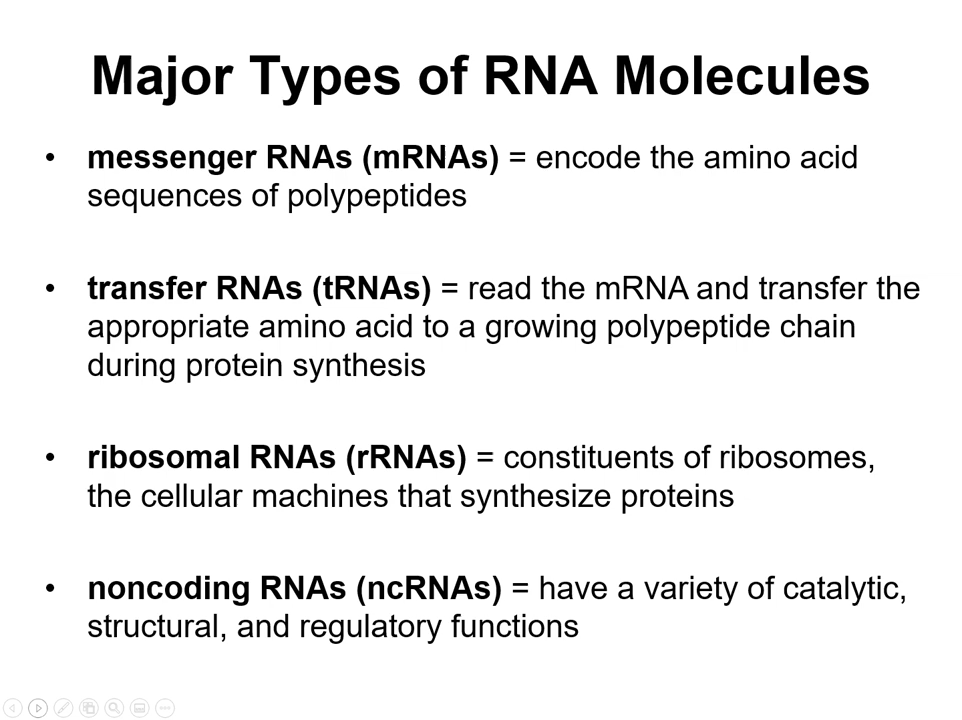 Major Types of RNA Molecules
• messenger RNAs (mRNAs) = encode the amino acid
sequences of polypeptides
• transfer RNAs (tRNAs) = read the mRNA and transfer the
appropriate amino acid to a growing polypeptide chain
during protein synthesis
• ribosomal RNAs (rRNAs) = constituents of ribosomes,
the cellular machines that synthesize proteins
• noncoding RNAs (ncRNAs) = have a variety of catalytic,
structural, and regulatory functions